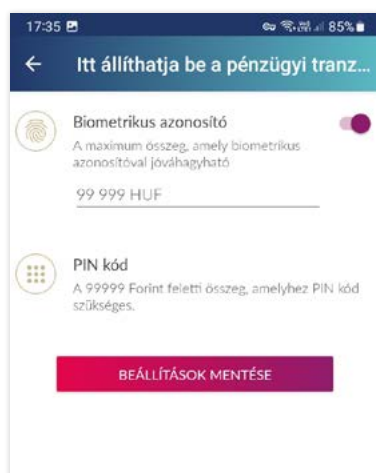 17:35 85%
Itt állíthatja be a pénzügyi tranz...
Biometrikus azonosító
A maximum összeg, amely biometrikus
azonosítóval jóváhagyható
99 999 HUF
PIN kód
A 99999 Forint feletti összeg, amelyhez PIN kód
szükséges.
BEÁLLÍTÁSOK MENTÉSE